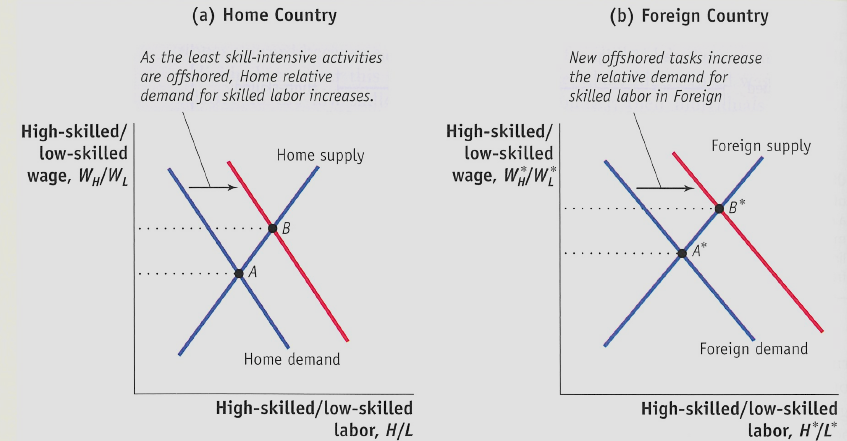 (a) Home Country
As the least skill-intensive activities
are offshored, Home relative
demand for skilled labor increases.
High-skilled/
low-skilled
wage, W_H/W_L
Home supply
B
A
Home demand
High-skilled/low-skilled
labor, H/L
(b) Foreign Country
New offshored tasks increase
the relative demand for
skilled labor in Foreign
High-skilled/
low-skilled
wage, W*_H/W*_L
Foreign supply
B*
A*
Foreign demand
High-skilled/low-skilled
labor, H*/L*